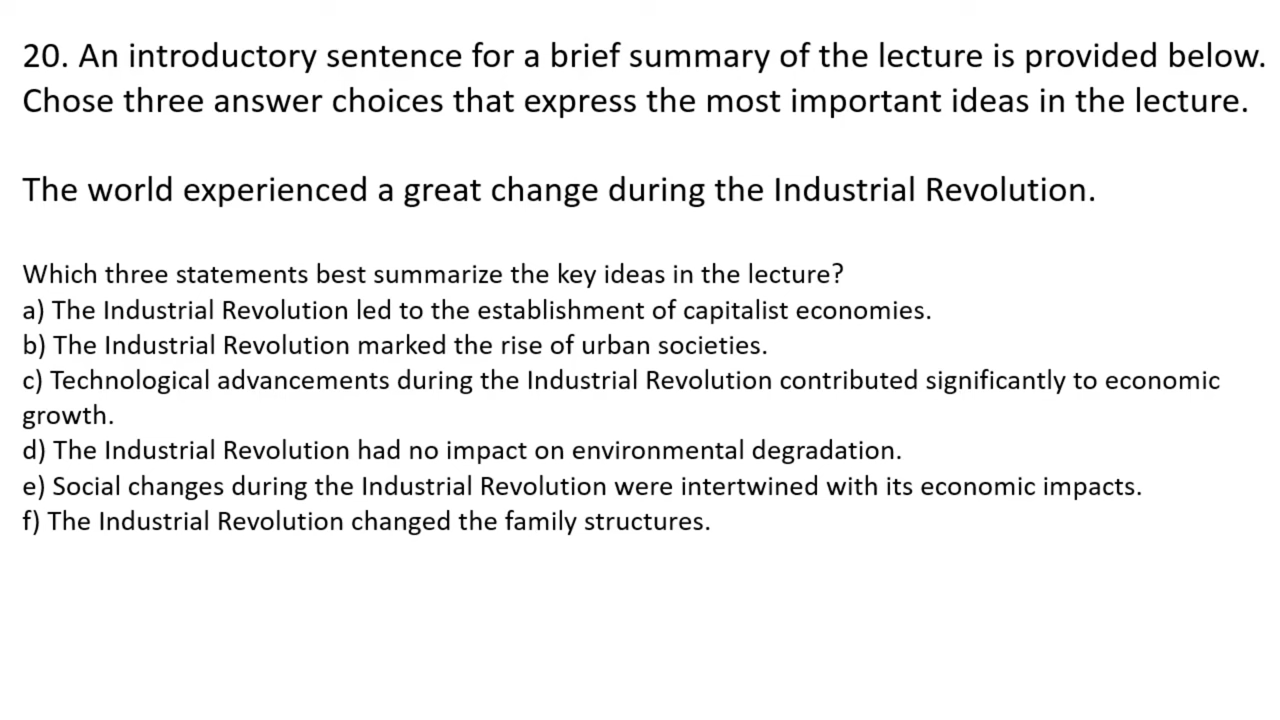 20. An introductory sentence for a brief summary of the lecture is provided below.
Chose three answer choices that express the most important ideas in the lecture.
The world experienced a great change during the Industrial Revolution.
Which three statements best summarize the key ideas in the lecture?
a) The Industrial Revolution led to the establishment of capitalist economies.
b) The Industrial Revolution marked the rise of urban societies.
c) Technological advancements during the Industrial Revolution contributed significantly to economic
growth.
d) The Industrial Revolution had no impact on environmental degradation.
e) Social changes during the Industrial Revolution were intertwined with its economic impacts.
f) The Industrial Revolution changed the family structures.